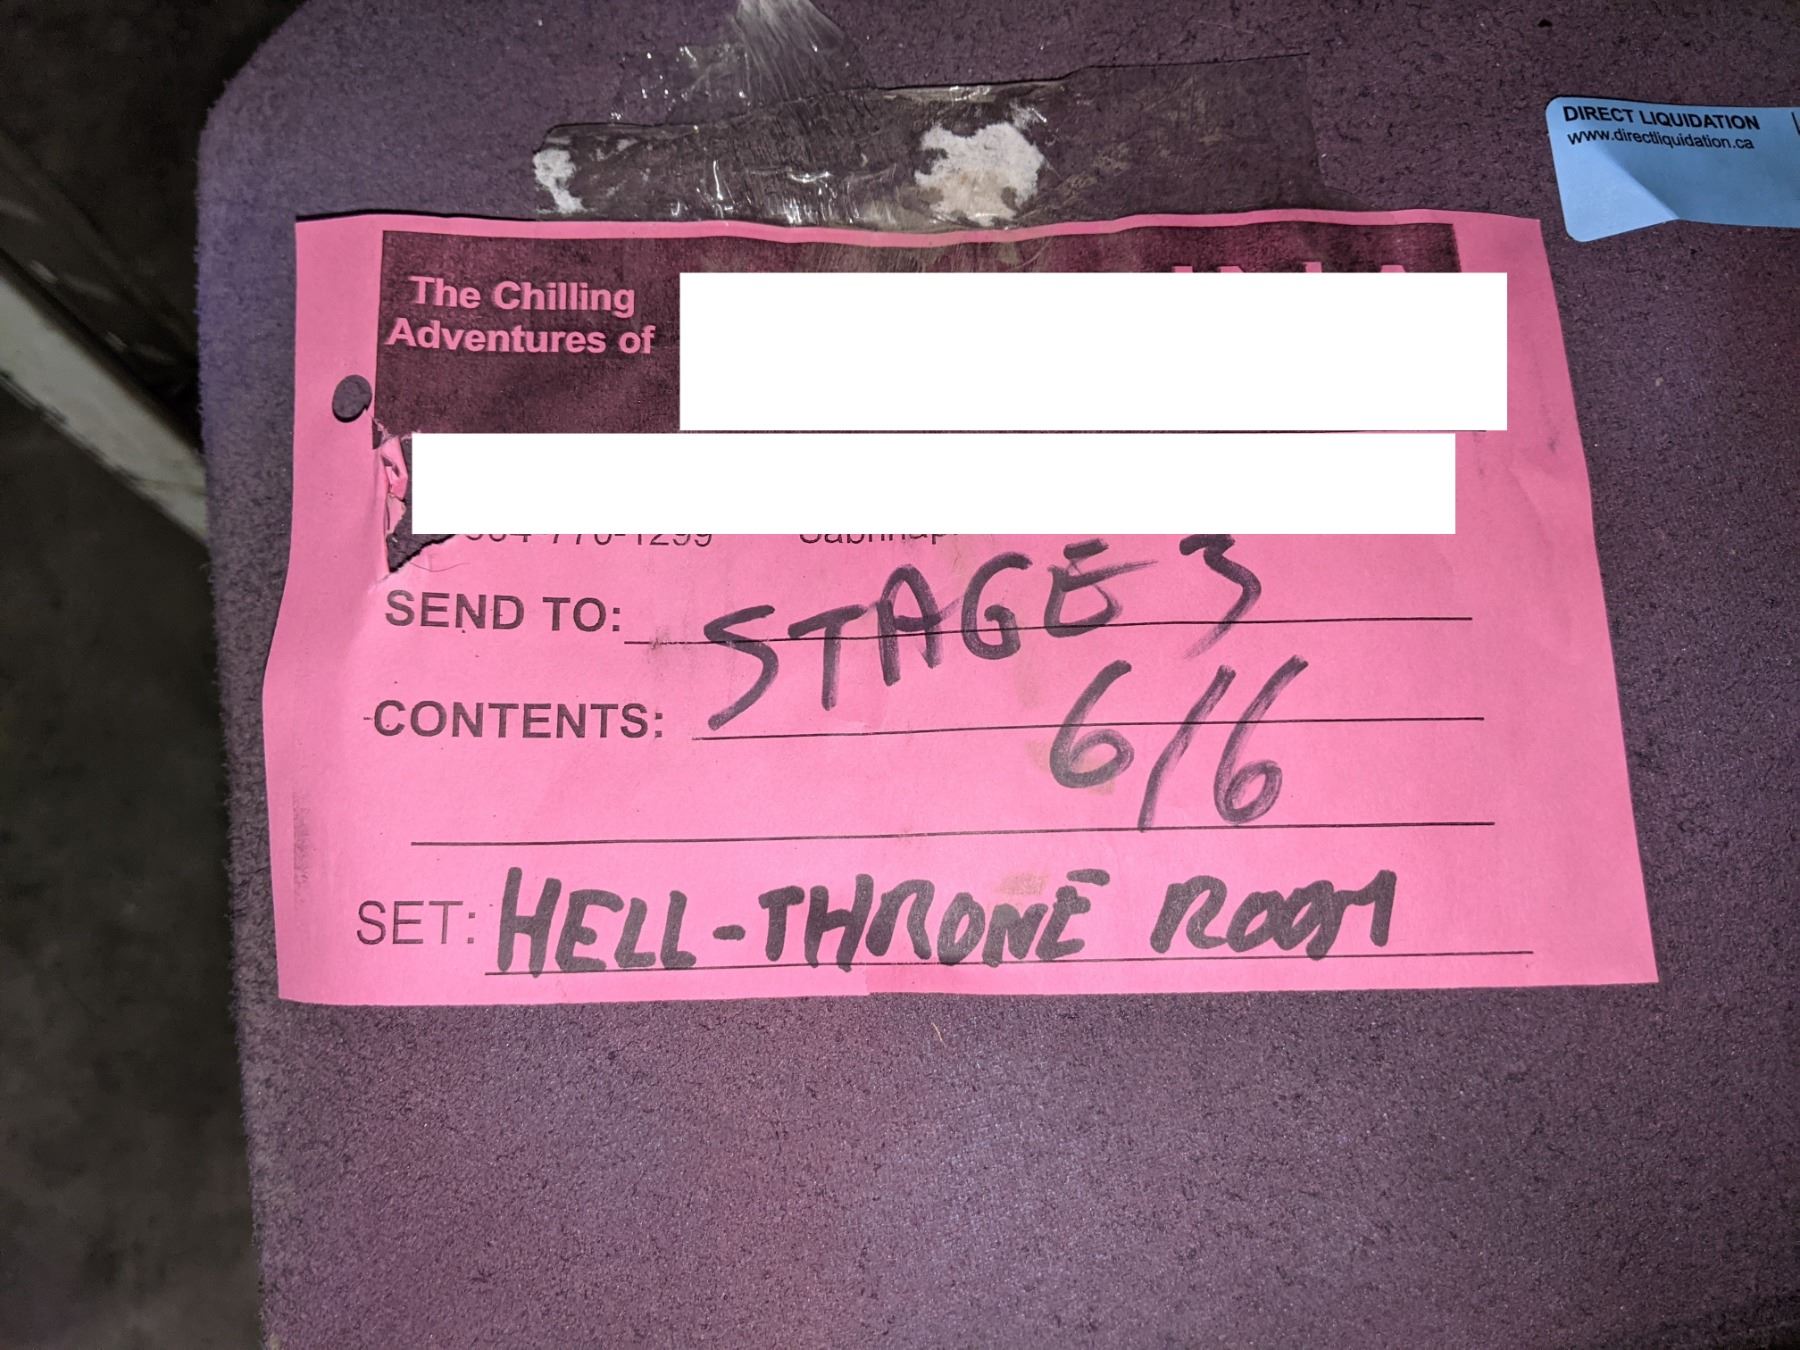 DIRECT LIQUIDATION
www.directliquidation.ca
The Chilling
Adventures of
SEND TO: STAGE 3
CONTENTS: 6/6
SET: HELL-THRONE ROOM